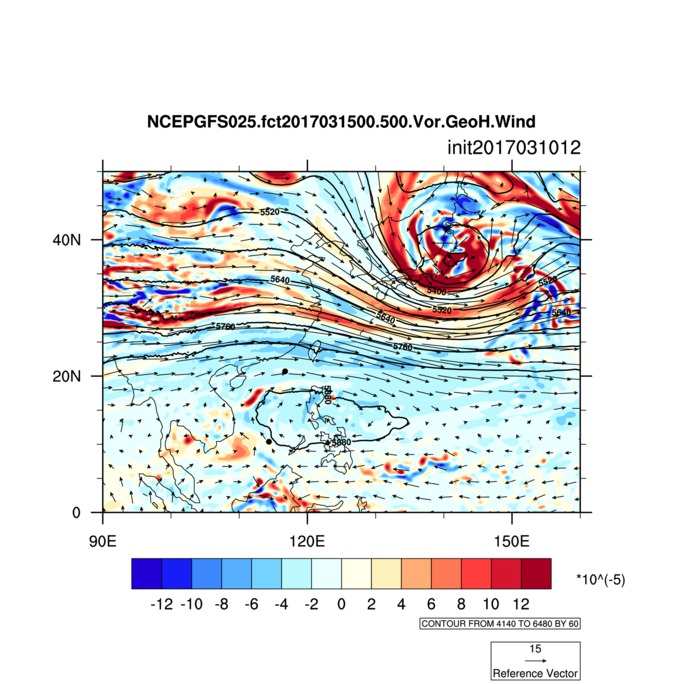 NCEPGFS025.fct2017031500.500.Vor.GeoH.Wind
init2017031012
5520
40N
5640
5400
5520
5520
5640
5640
5760
5760
20N
5880
5880
0
90E 120E 150E
-12 -10 -8 -6 -4 -2 0 2 4 6 8 10 12
*10^(-5)
CONTOUR FROM 4140 TO 6480 BY 60
15
Reference Vector